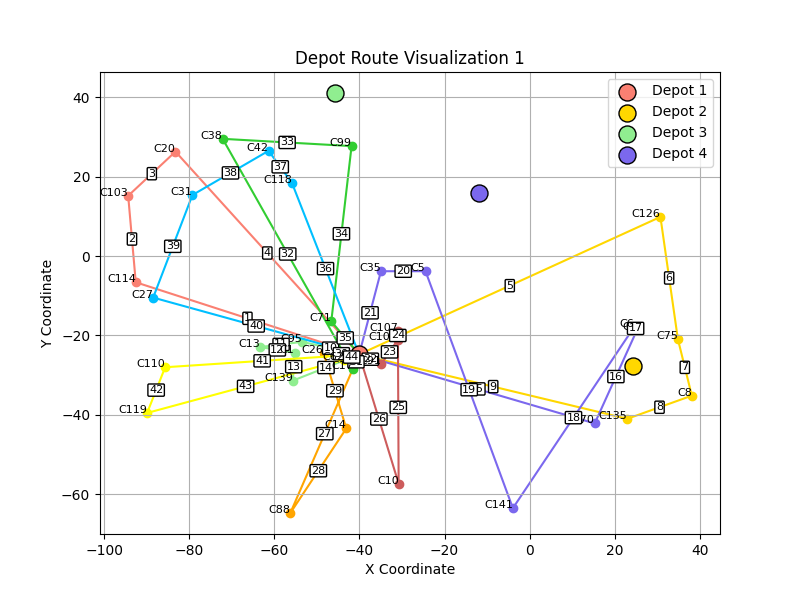 Depot Route Visualization 1
Depot 1
Depot 2
Depot 3
Depot 4
Y Coordinate
X Coordinate
40
20
0
−20
−40
−60
−100
−80
−60
−40
−20
0
20
40
C38
33
C99
C20
C42
37
3
38
C118
C103
C31
34
C126
2
39
4
32
36
C35
20
C5
5
6
C114
C27
21
1
40
C71
C107
17
24
35
C75
C13
C95
C26
23
44
C110
41
13
14
C139
16
7
42
43
29
19
9
C8
C119
25
26
8
C14
27
18
C135
28
C10
C141
C88